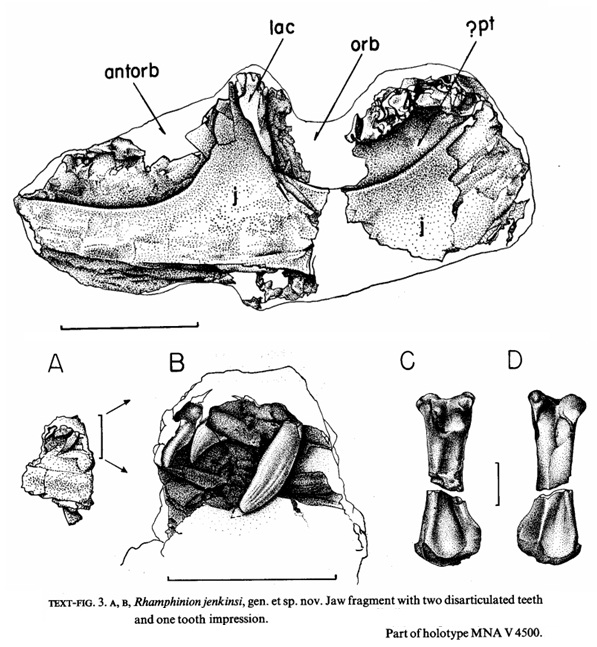 lac
orb
?pt
antorb
j
j
A
B
C
D
TEXT-FIG. 3. A, B, Rhamphinion jenkinsi, gen. et sp. nov. Jaw fragment with two disarticulated teeth
and one tooth impression.
Part of holotype MNA V 4500.